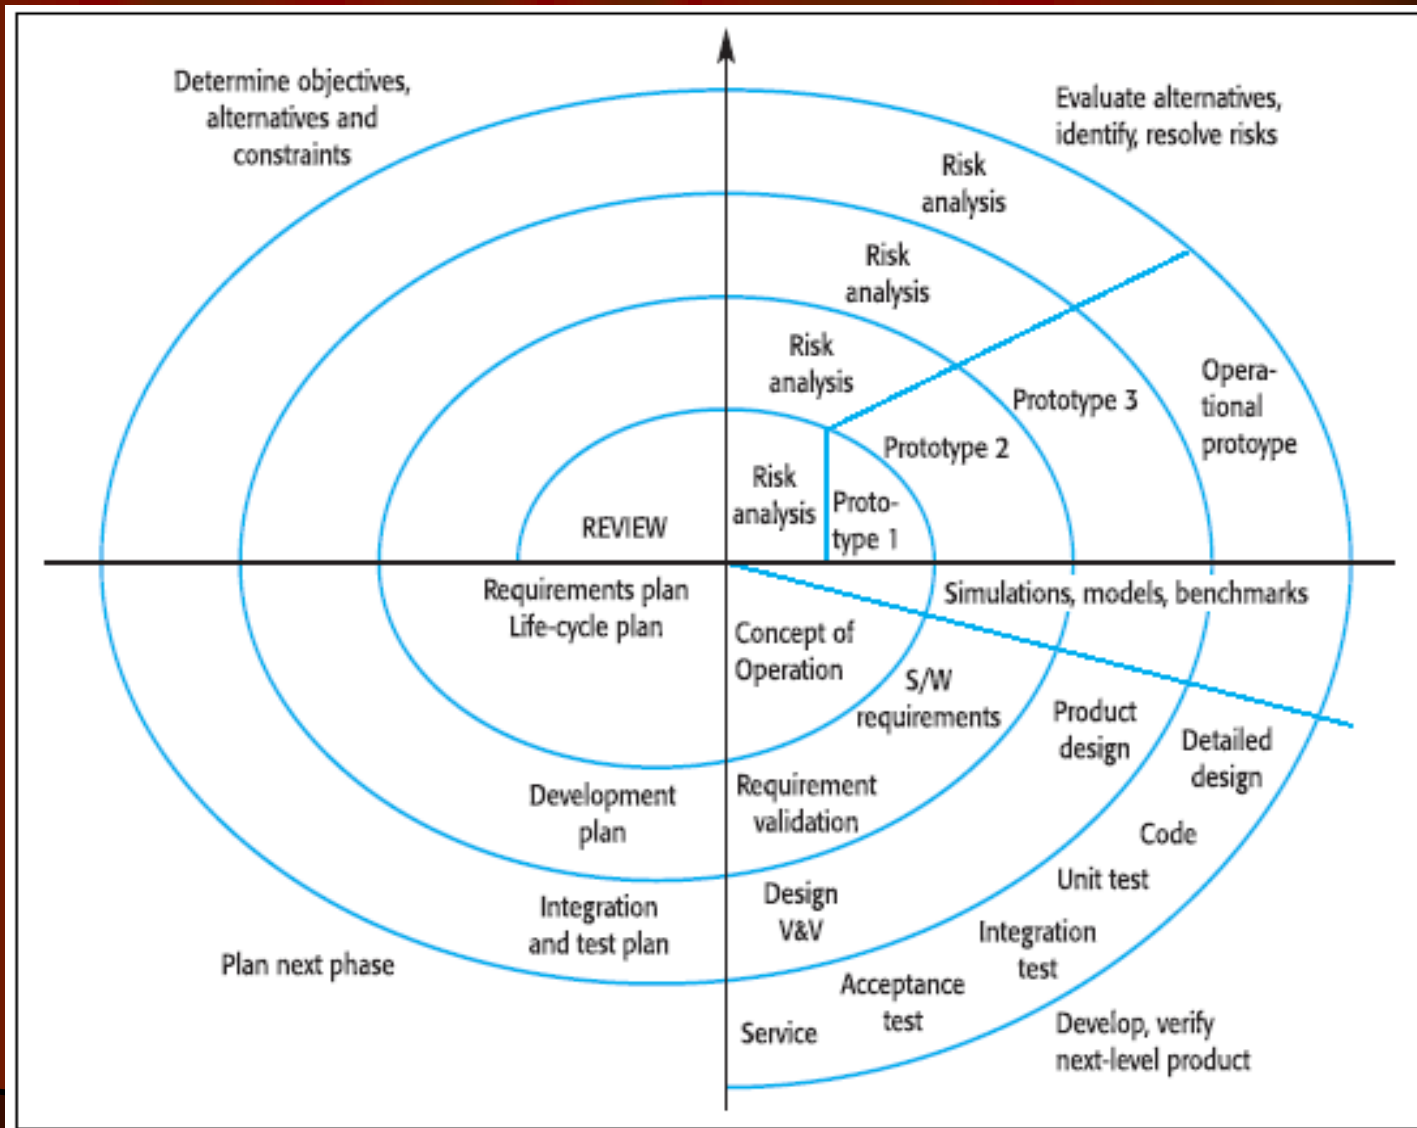 Determine objectives,
alternatives and
constraints
Evaluate alternatives,
identify, resolve risks
Risk
analysis
Risk
analysis
Risk
analysis
Risk
analysis
Opera-
tional
protoype
Prototype 3
Prototype 2
Proto-
type 1
REVIEW
Requirements plan
Life-cycle plan
Simulations, models, benchmarks
Concept of
Operation
S/W
requirements
Product
design
Detailed
design
Development
plan
Requirement
validation
Code
Unit test
Integration
and test plan
Design
V&V
Integration
test
Plan next phase
Acceptance
test
Service
Develop, verify
next-level product